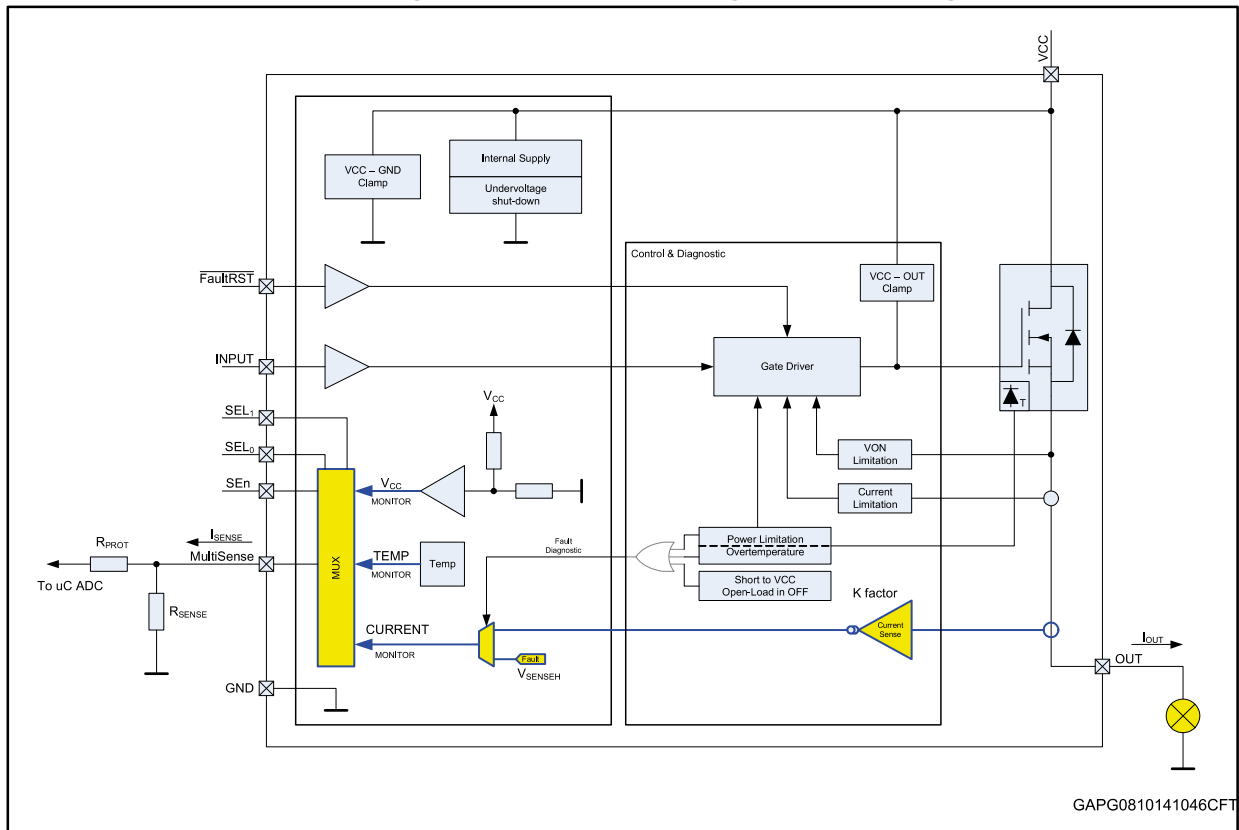 VCC
VCC – GND
Clamp
Internal Supply
Undervoltage
shut-down
Control & Diagnostic
FaultRST
VCC – OUT
Clamp
INPUT
Gate Driver
T
SEL1
VCC
SEL0
VON
Limitation
SEn
VCC
MONITOR
Current
Limitation
ISENSE
RPROT
MultiSense
MUX
TEMP
MONITOR
Temp
Fault
Diagnostic
Power Limitation
Overtemperature
To uC ADC
Short to VCC
Open-Load in OFF
RSENSE
K factor
CURRENT
MONITOR
Current
Sense
Fault
VSENSEH
IOUT
OUT
GND
GAPG0810141046CFT